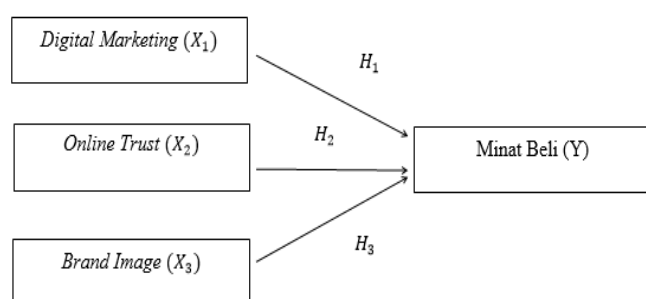 Digital Marketing (X₁)
H₁
Online Trust (X₂)
H₂
Minat Beli (Y)
Brand Image (X₃)
H₃